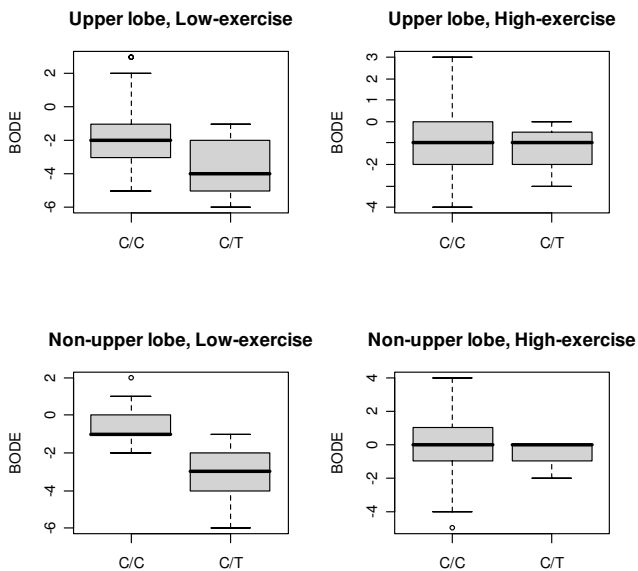 Upper lobe, Low-exercise
BODE
2
0
-2
-4
-6
C/C
C/T
Upper lobe, High-exercise
BODE
3
2
1
0
-2
-4
C/C
C/T
Non-upper lobe, Low-exercise
BODE
2
0
-2
-4
-6
C/C
C/T
Non-upper lobe, High-exercise
BODE
4
2
0
-2
-4
C/C
C/T